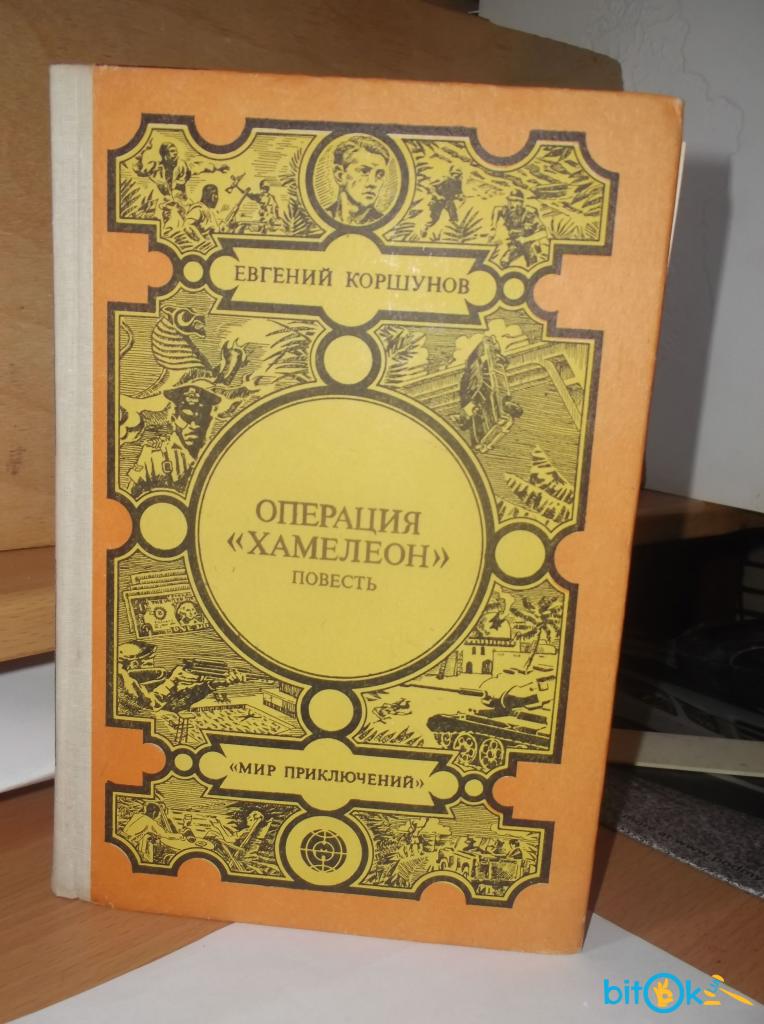 ЕВГЕНИЙ КОРШУНОВ
ОПЕРАЦИЯ
«ХАМЕЛЕОН»
ПОВЕСТЬ
«МИР ПРИКЛЮЧЕНИЙ»
bitOk